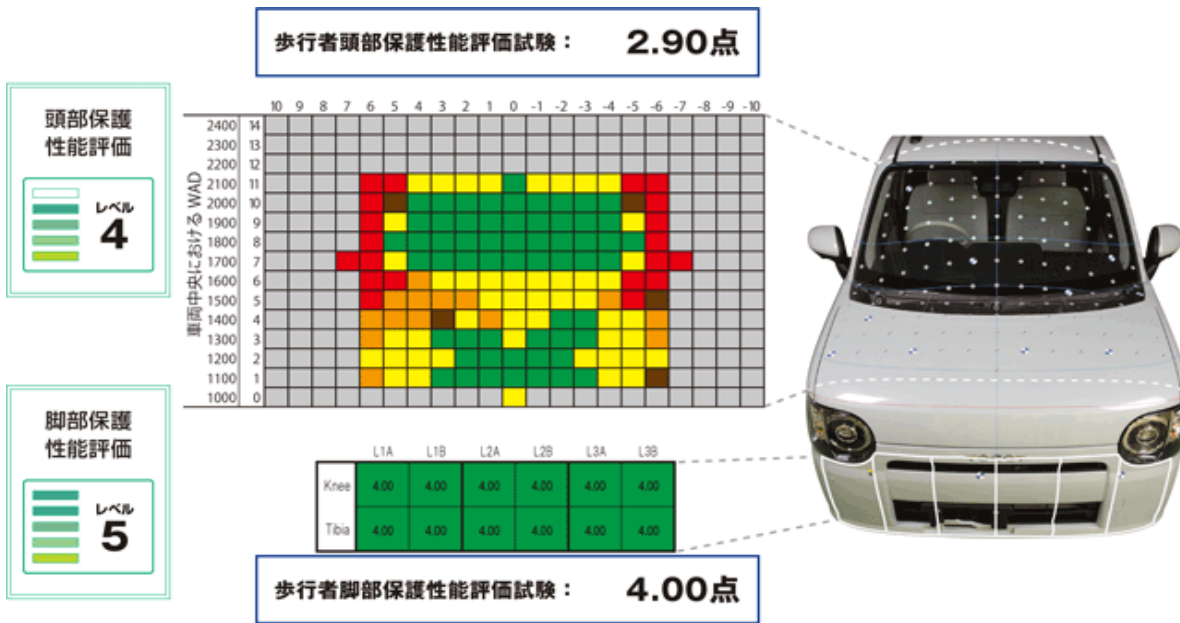 歩行者頭部保護性能評価試験： 2.90点
頭部保護
性能評価
レベル
4
10 9 8 7 6 5 4 3 2 1 0 -1 -2 -3 -4 -5 -6 -7 -8 -9 -10
車両中央におけるWAD
2400 14
2300 13
2200 12
2100 11
2000 10
1900 9
1800 8
1700 7
1600 6
1500 5
1400 4
1300 3
1200 2
1100 1
1000 0
脚部保護
性能評価
レベル
5
L1A L1B L2A L2B L3A L3B
Knee 4.00 4.00 4.00 4.00 4.00 4.00
Tibia 4.00 4.00 4.00 4.00 4.00 4.00
歩行者脚部保護性能評価試験： 4.00点